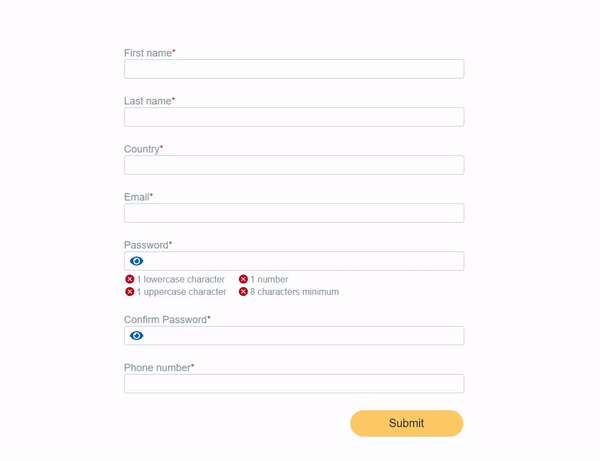 First name*
Last name*
Country*
Email*
Password*
1 lowercase character 1 number
1 uppercase character 8 characters minimum
Confirm Password*
Phone number*
Submit